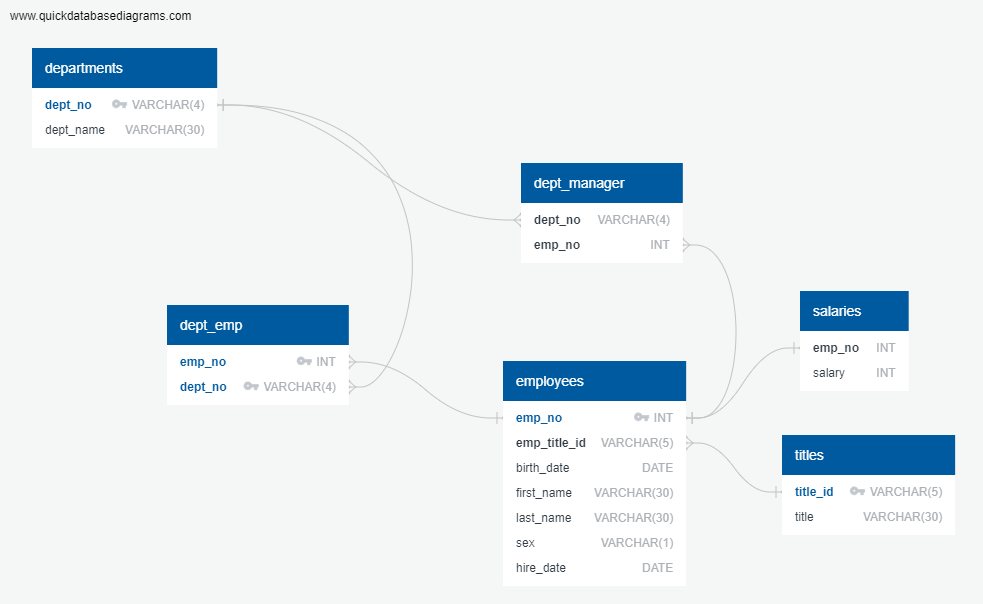 www.quickdatabasediagrams.com
departments
dept_no VARCHAR(4)
dept_name VARCHAR(30)
dept_manager
dept_no VARCHAR(4)
emp_no INT
dept_emp
emp_no INT
dept_no VARCHAR(4)
employees
emp_no INT
emp_title_id VARCHAR(5)
birth_date DATE
first_name VARCHAR(30)
last_name VARCHAR(30)
sex VARCHAR(1)
hire_date DATE
salaries
emp_no INT
salary INT
titles
title_id VARCHAR(5)
title VARCHAR(30)